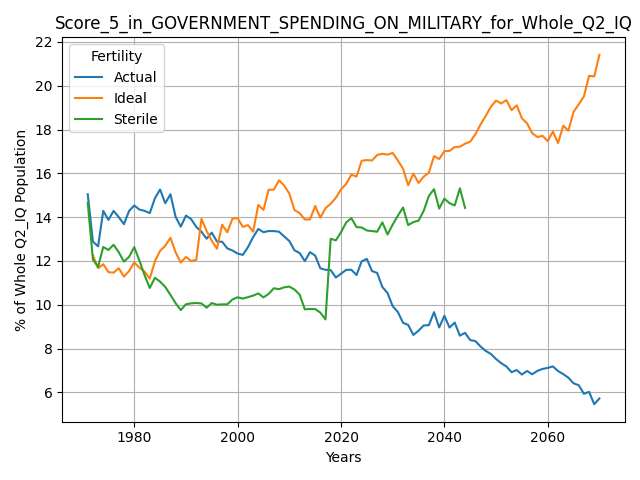 Score_5_in_GOVERNMENT_SPENDING_ON_MILITARY_for_Whole_Q2_IQ
Fertility
Actual
Ideal
Sterile
% of Whole Q2_IQ Population
22
20
18
16
14
12
10
8
6
1980
2000
2020
2040
2060
Years